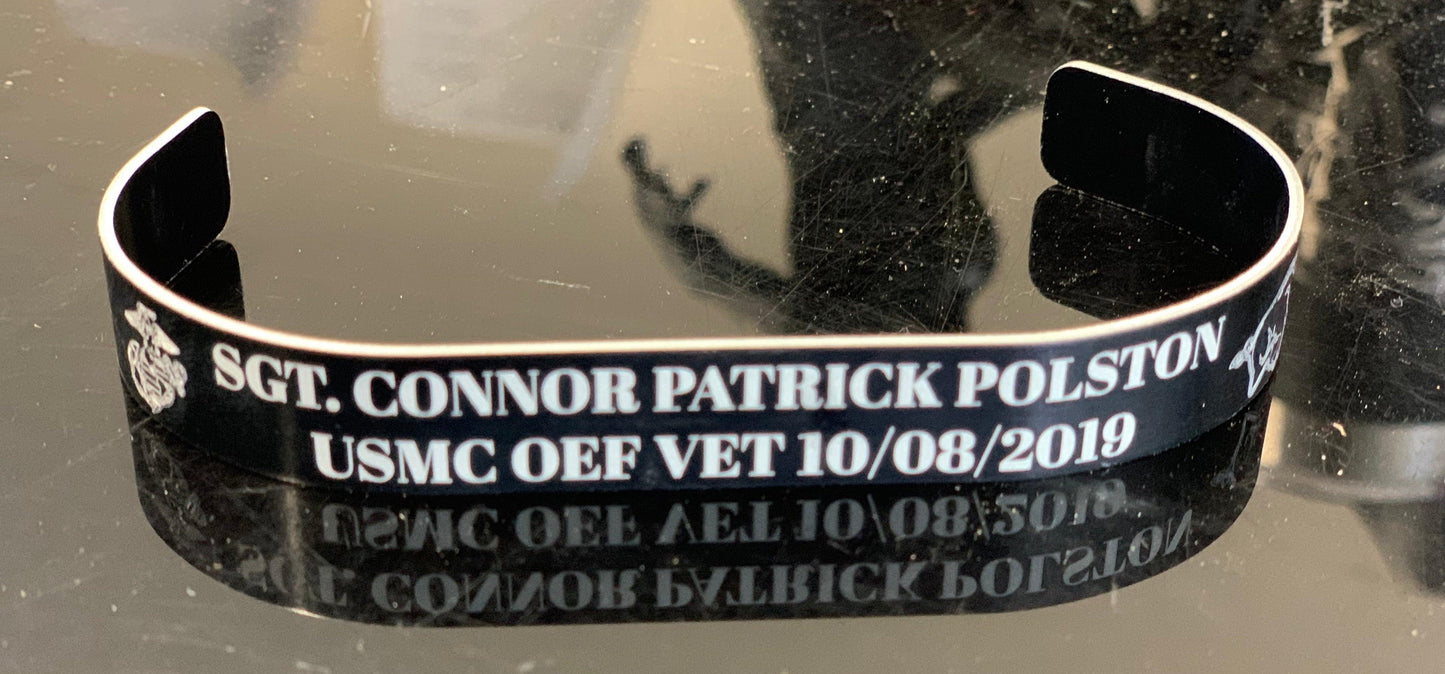 SGT. CONNOR PATRICK POLSTON
USMC OEF VET 10/08/2019